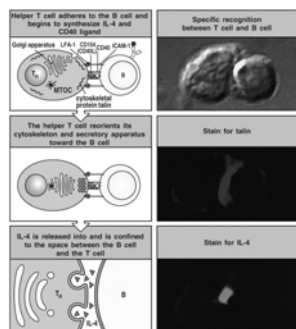 Helper T cell adheres to the B cell and
begins to synthesize IL-4 and
CD40 ligand
Golgi apparatus
LFA-1
CD154
(CD40L)
CD40
ICAM-1
TH
MTOC
B
cytoskeletal
protein talin
The helper T cell reorients its
cytoskeleton and secretory apparatus
toward the B cell
IL-4 is released into and is confined
to the space between the B cell
and the T cell
TH
B
IL-4
Specific recognition
between T cell and B cell
Stain for talin
Stain for IL-4